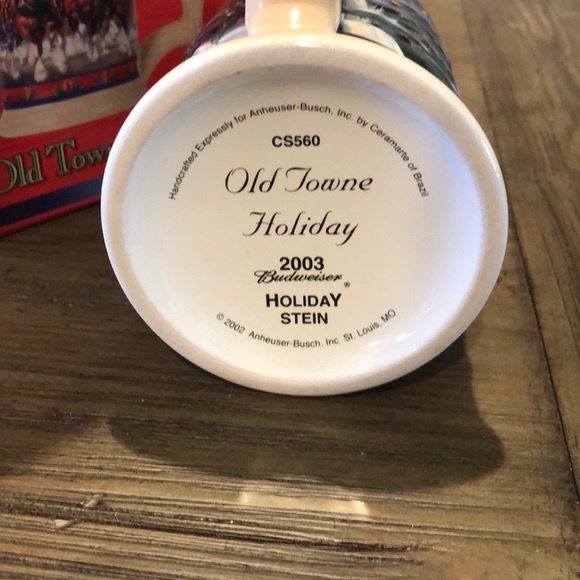 Old Town
Handcrafted Expressly for Anheuser-Busch, Inc. by Ceramarte of Brazil
CS560
Old Towne
Holiday
2003
Budweiser®
HOLIDAY
STEIN
© 2002 Anheuser-Busch, Inc St. Louis, MO